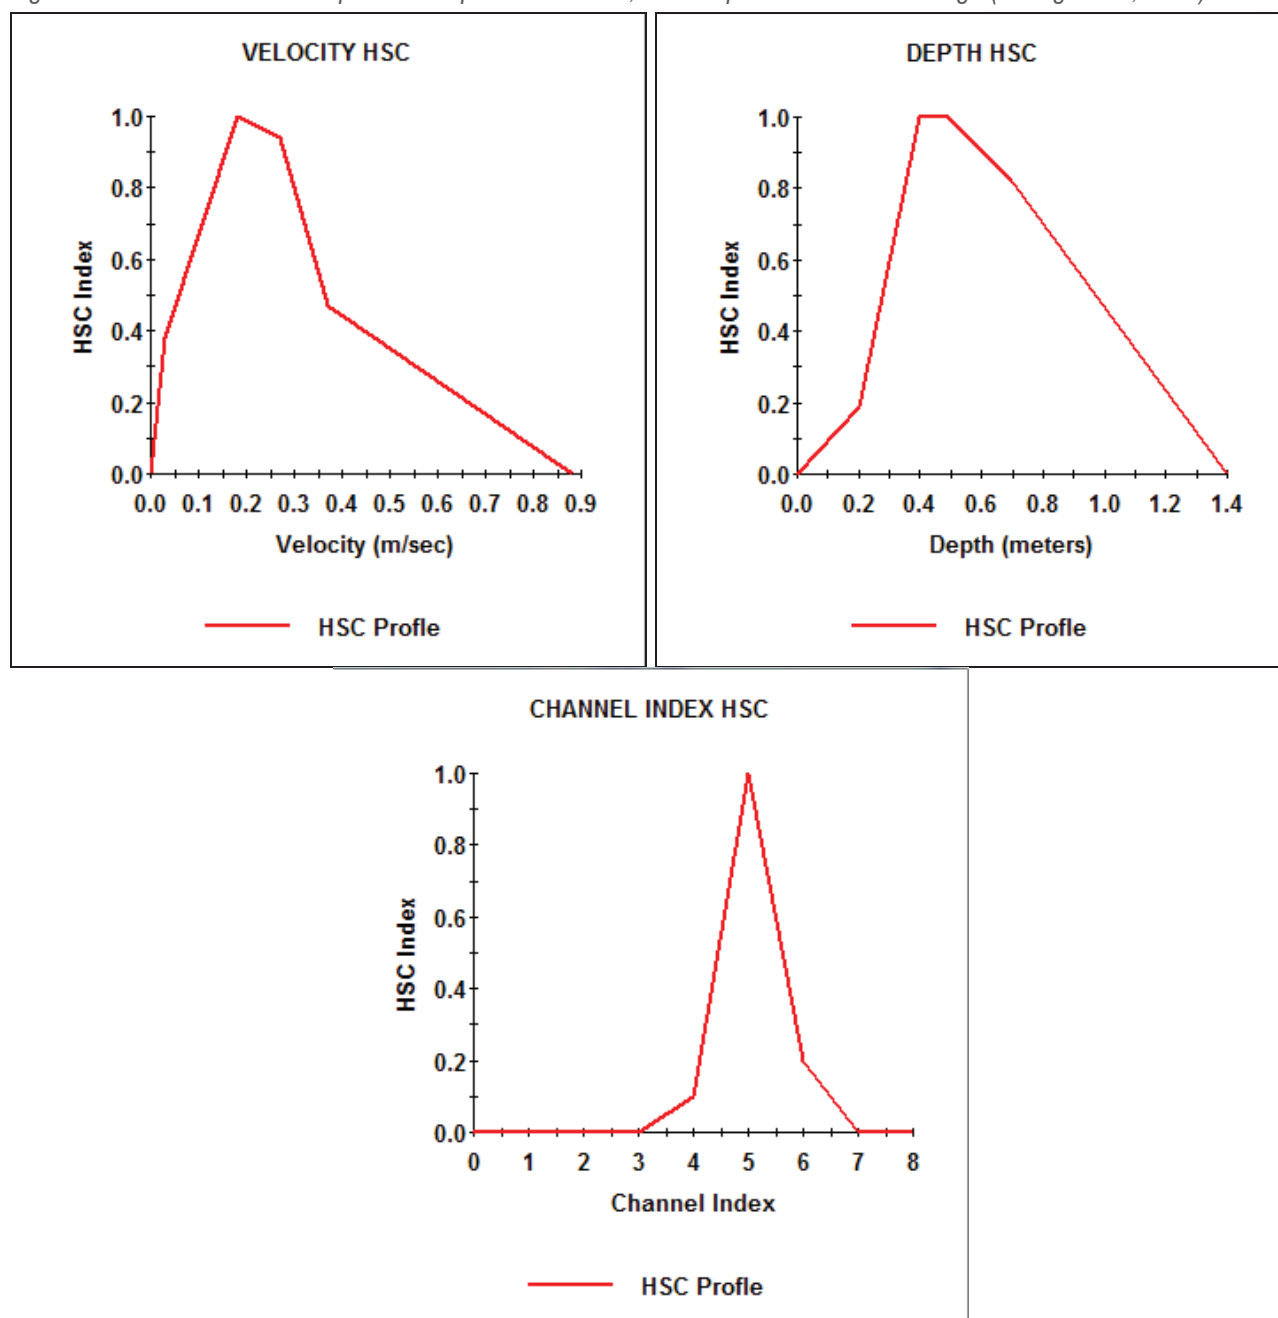 VELOCITY HSC
1.0
0.8
0.6
0.4
0.2
0.0
HSC Index
0.0 0.1 0.2 0.3 0.4 0.5 0.6 0.7 0.8 0.9
Velocity (m/sec)
HSC Profle
DEPTH HSC
1.0
0.8
0.6
0.4
0.2
0.0
HSC Index
0.0 0.2 0.4 0.6 0.8 1.0 1.2 1.4
Depth (meters)
HSC Profle
CHANNEL INDEX HSC
1.0
0.8
0.6
0.4
0.2
0.0
HSC Index
0 1 2 3 4 5 6 7 8
Channel Index
HSC Profle